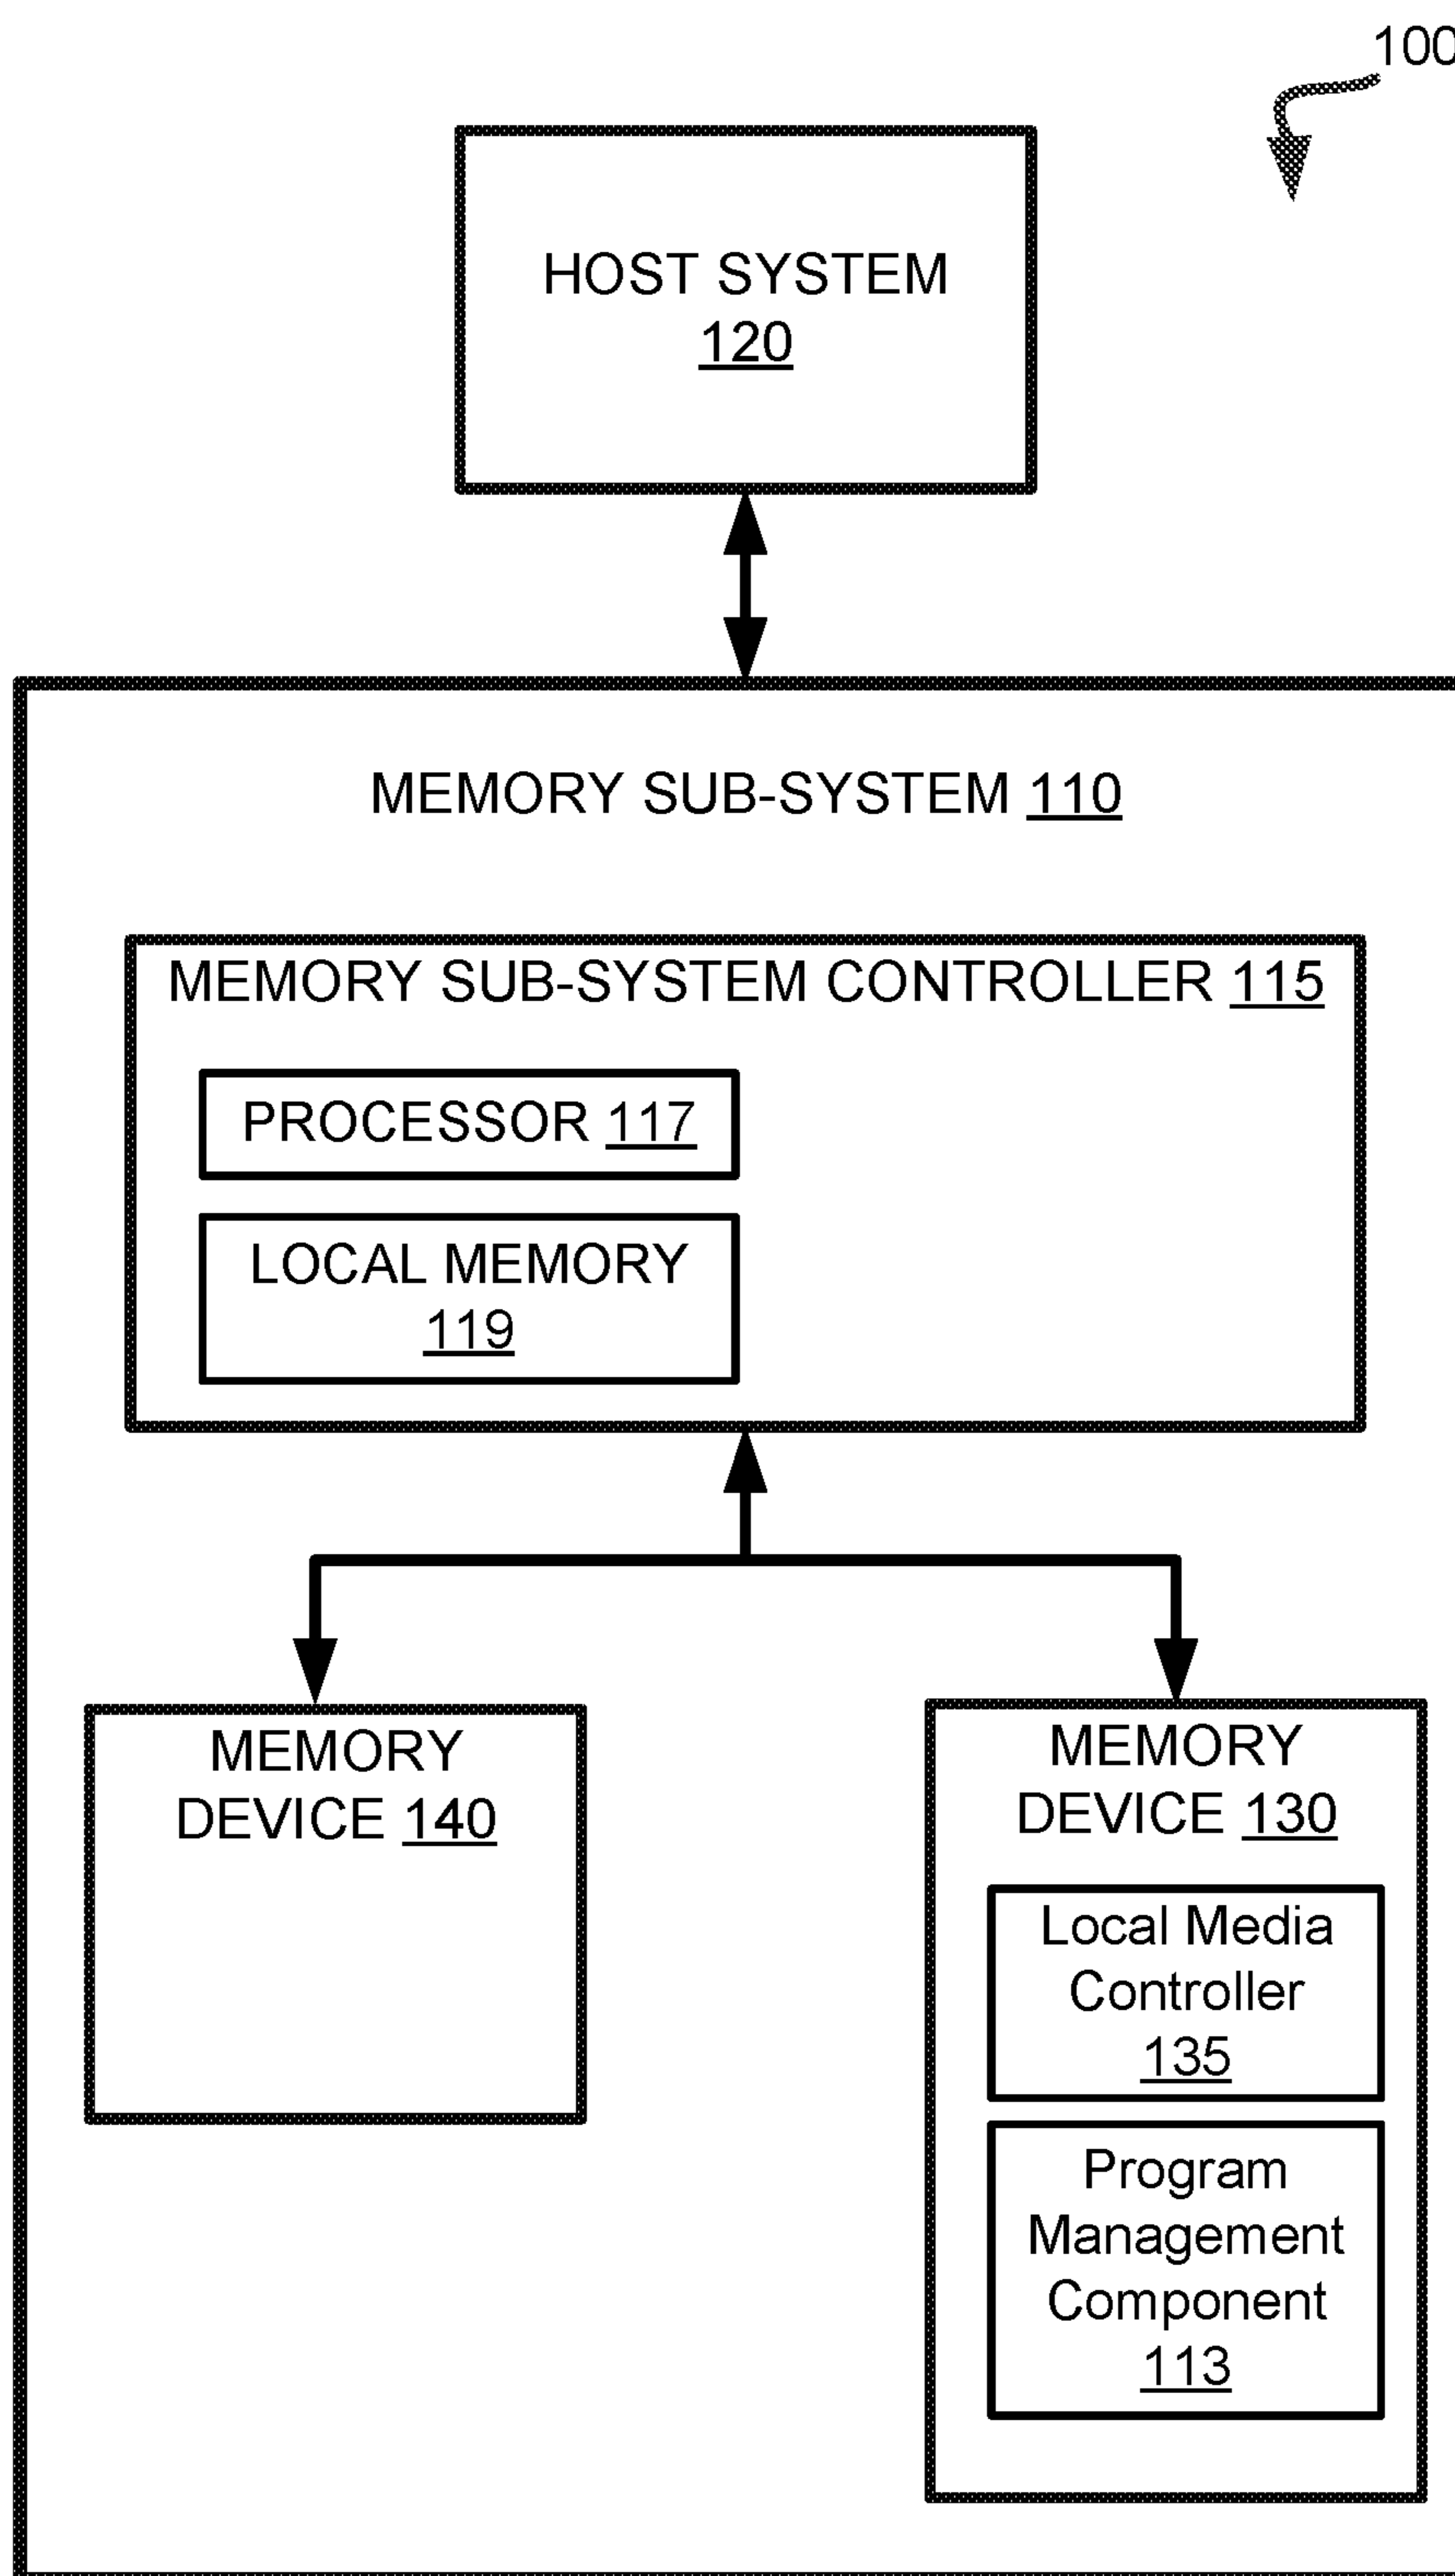 100
HOST SYSTEM
120
MEMORY SUB-SYSTEM 110
MEMORY SUB-SYSTEM CONTROLLER 115
PROCESSOR 117
LOCAL MEMORY
119
MEMORY
DEVICE 140
MEMORY
DEVICE 130
Local Media
Controller
135
Program
Management
Component
113